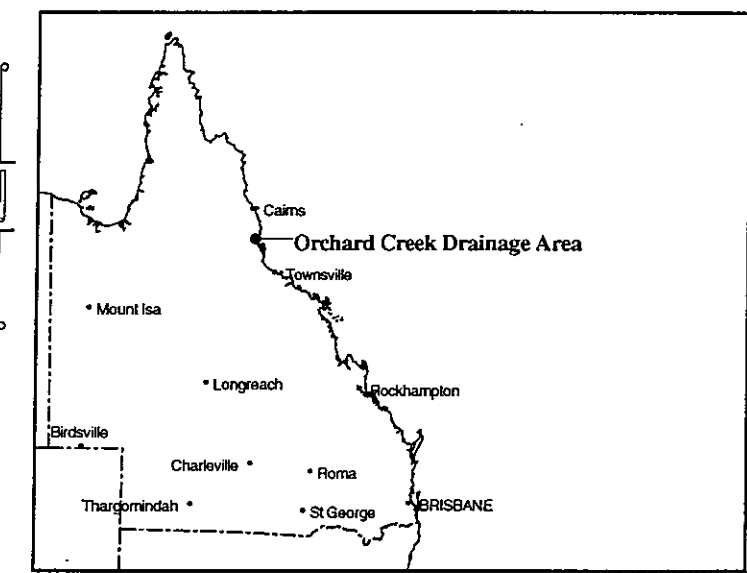 Cairns
Orchard Creek Drainage Area
Townsville
Mount Isa
Longreach
Rockhampton
Birdsville
Charleville
Roma
Thargomindah
St George
BRISBANE